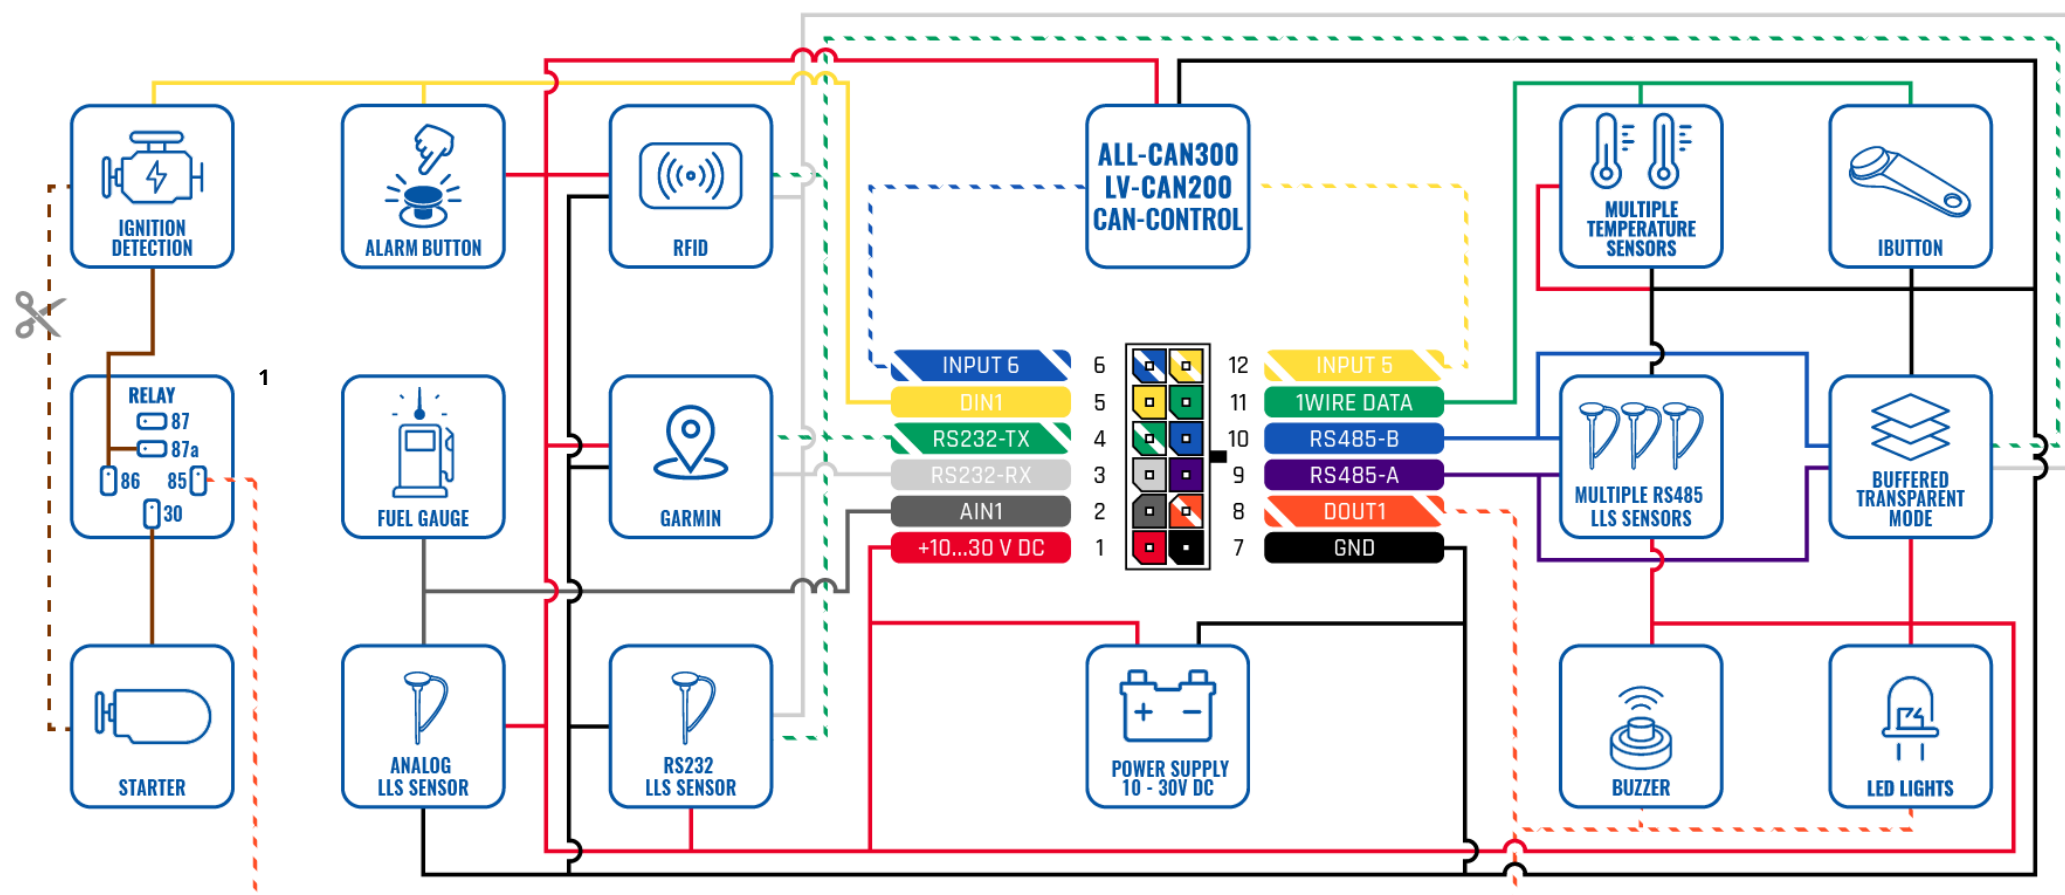 IGNITION
DETECTION
ALARM BUTTON
RFID
ALL-CAN300
LV-CAN200
CAN-CONTROL
MULTIPLE
TEMPERATURE
SENSORS
IBUTTON
RELAY
87
87a
86
85
30
1
FUEL GAUGE
GARMIN
INPUT 6
6
12
INPUT 5
DIN1
5
11
1WIRE DATA
RS232-TX
4
10
RS485-B
RS232-RX
3
9
RS485-A
AIN1
2
8
DOUT1
+10...30 V DC
1
7
GND
MULTIPLE RS485
LLS SENSORS
BUFFERED
TRANSPARENT
MODE
STARTER
ANALOG
LLS SENSOR
RS232
LLS SENSOR
POWER SUPPLY
10 - 30V DC
BUZZER
LED LIGHTS